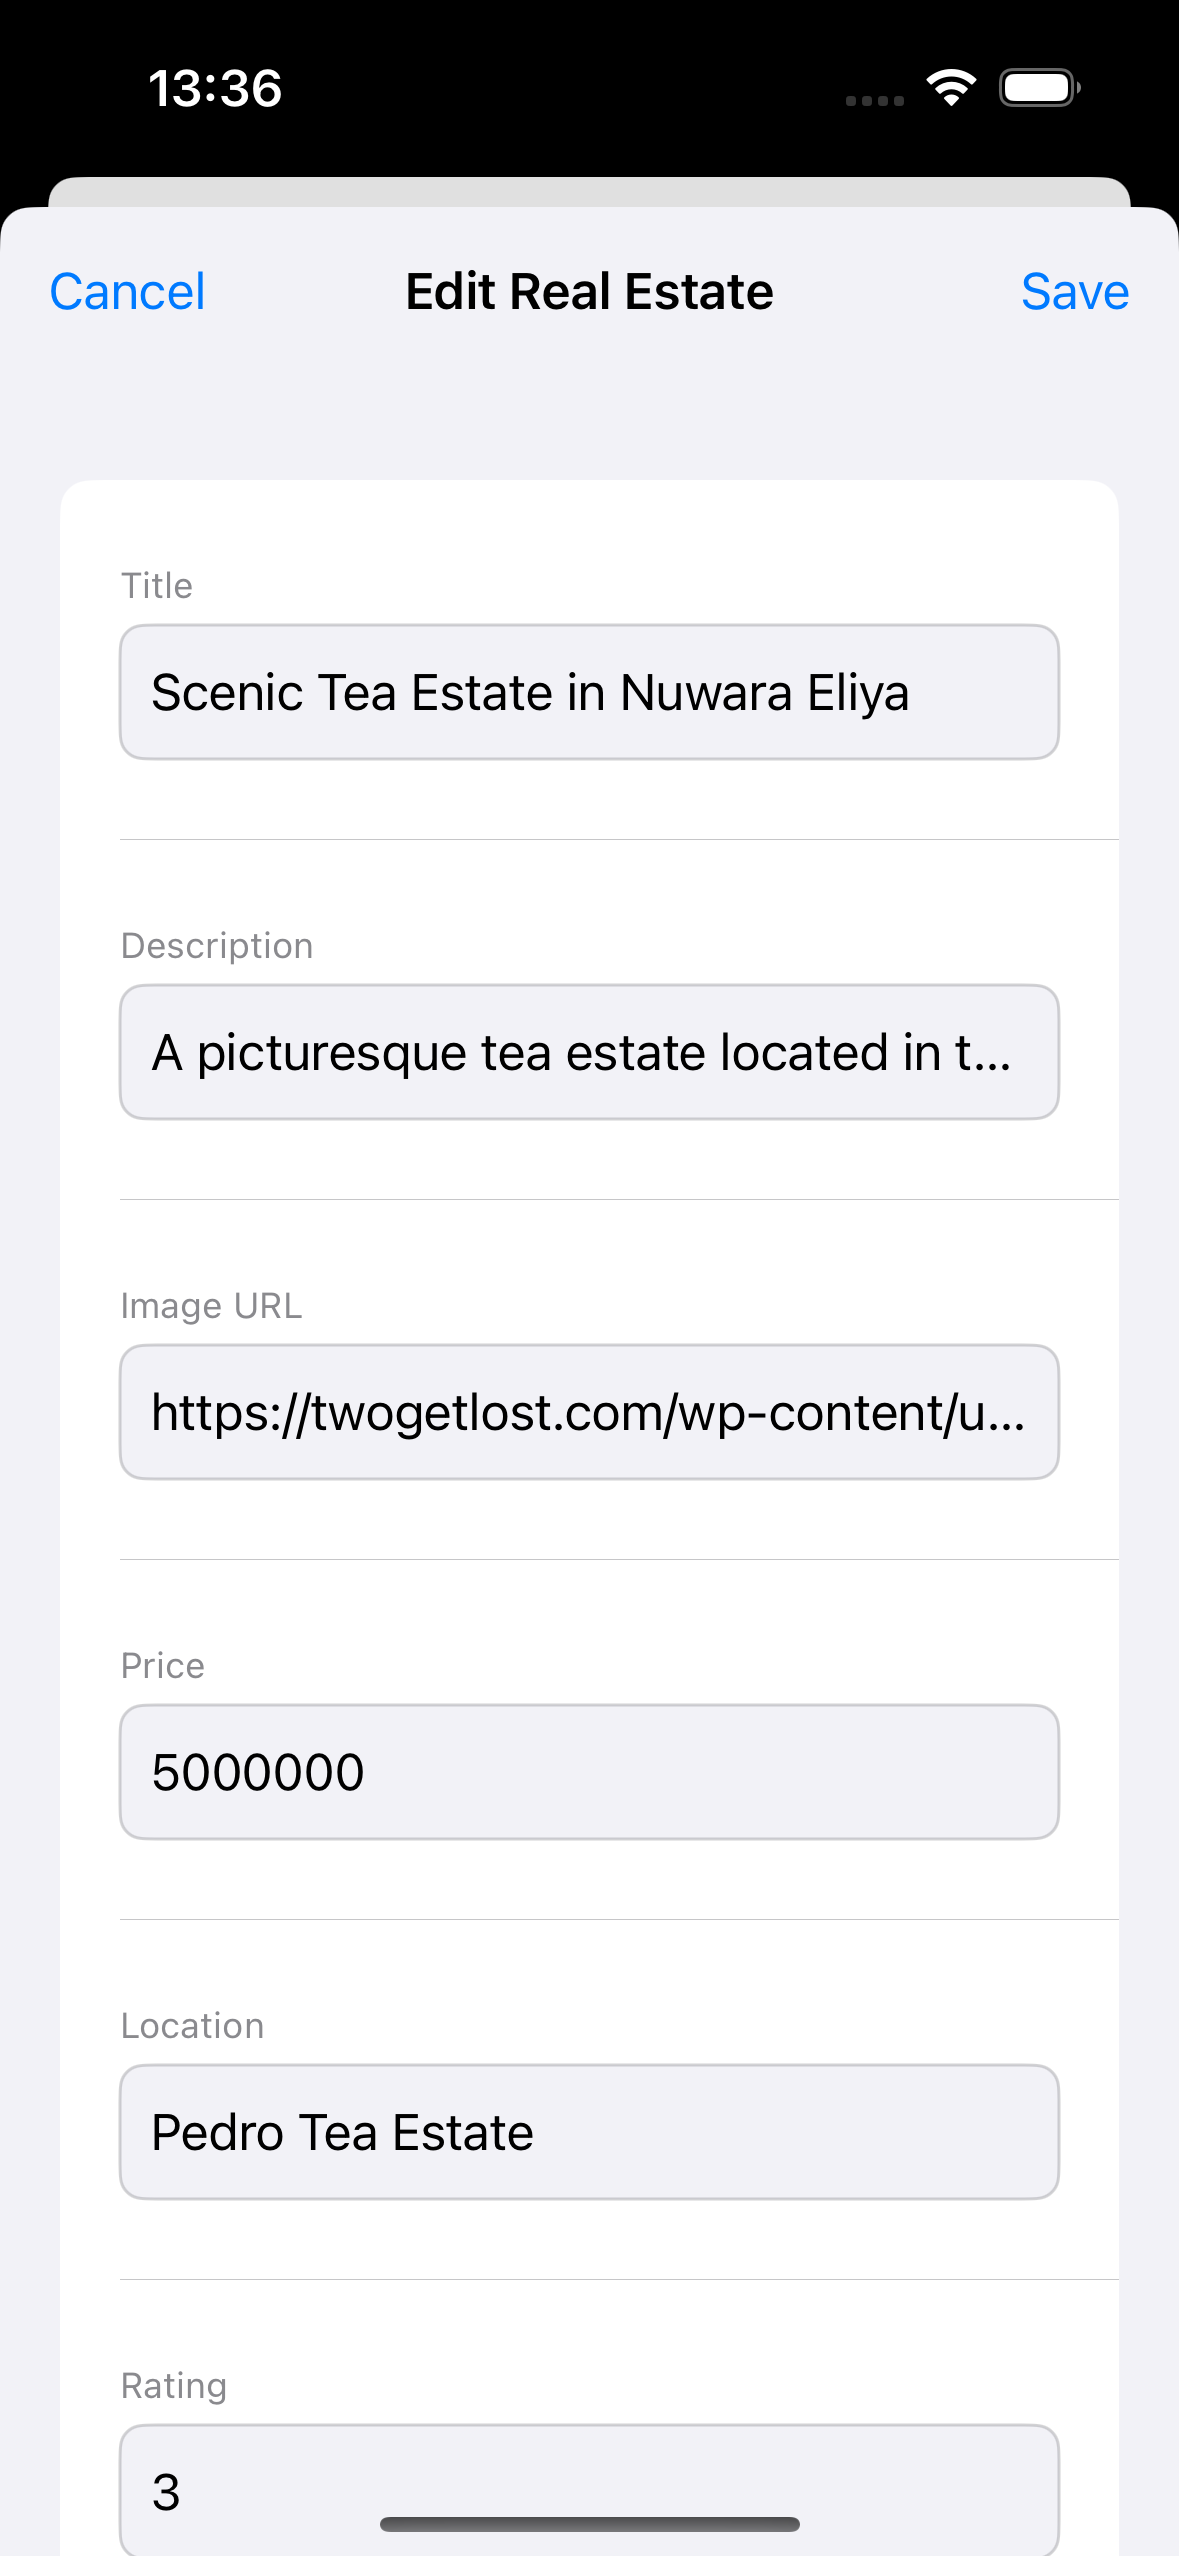 13:36
Cancel
Edit Real Estate
Save
Title
Scenic Tea Estate in Nuwara Eliya
Description
A picturesque tea estate located in t...
Image URL
https://twogetlost.com/wp-content/u...
Price
5000000
Location
Pedro Tea Estate
Rating
3